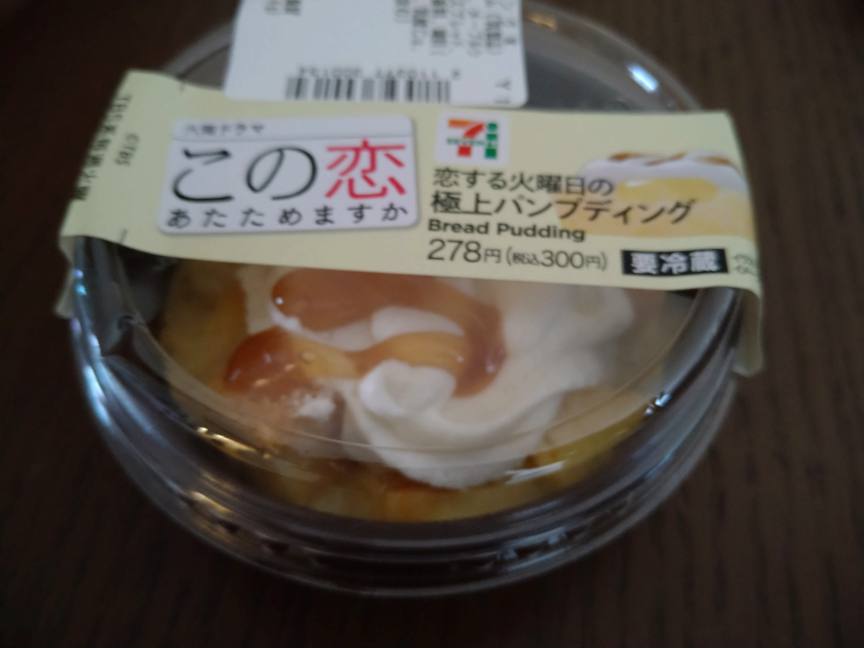 火曜ドラマ
この恋
あたためますか
7
恋する火曜日の
極上パンプディング
Bread Pudding
278円(税込300円)
要冷蔵
©TBS